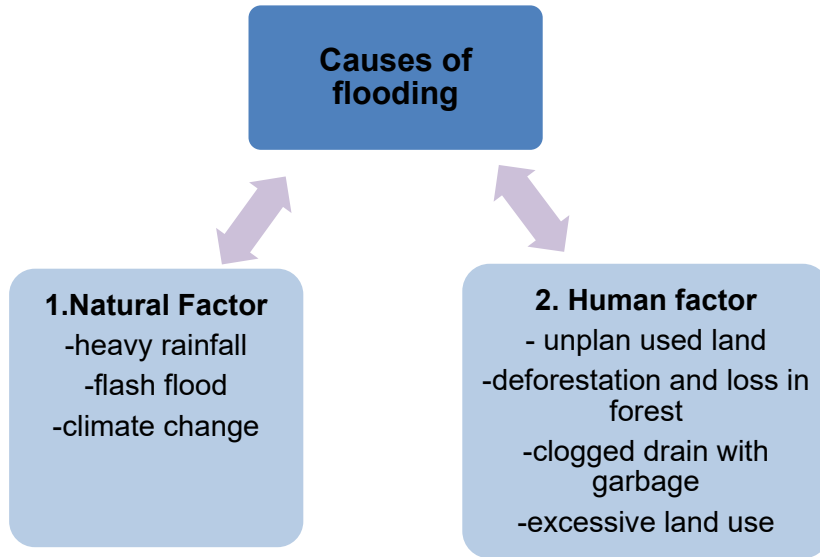 Causes of
flooding
1.Natural Factor
-heavy rainfall
-flash flood
-climate change
2. Human factor
- unplan used land
-deforestation and loss in
forest
-clogged drain with
garbage
-excessive land use